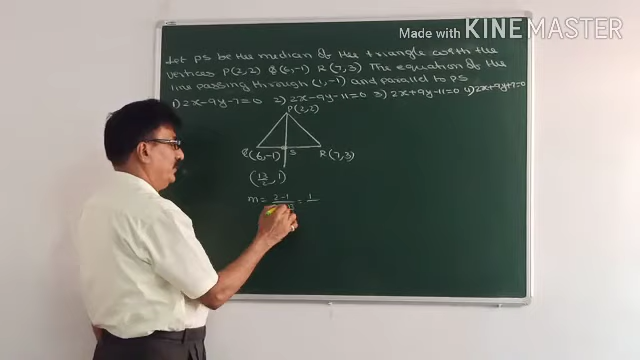 Made with KINEMASTER
Let PS be the median of the triangle with the
vertices P(2,2) Q(6,-1) R(7,3) The equation of the
line passing through (1,-1) and parallel to PS
1) 2x-9y-7=0 2) 2x-9y-11=0 3) 2x+9y-11=0 4) 2x+9y+7=0
P(2,2)
Q(6,-1) S R(7,3)
(13/2, 1)
m = 2-1 = 1